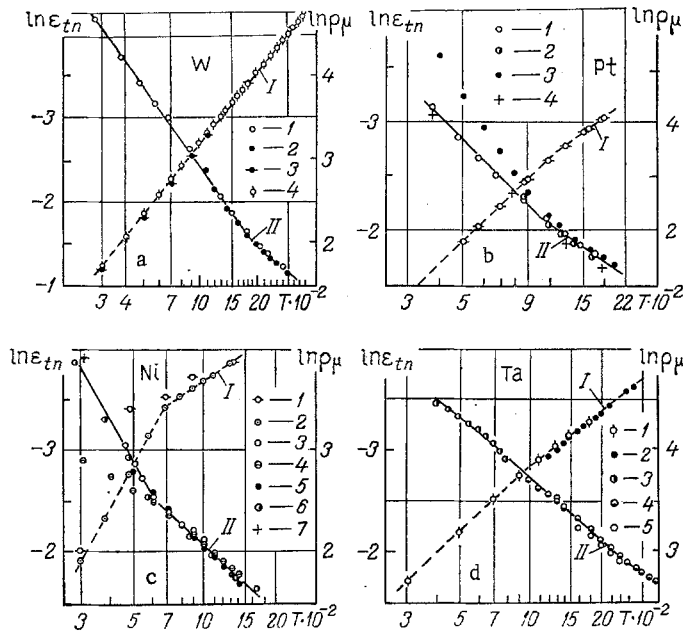 lnε_tn W lnρ_μ
4
I
-3
1
2
3
3
4
-2
II
2
a
-1
3 4 5 7 10 15 20 T·10^-2
lnε_tn lnρ_μ
1
2
3
4
Pt
4
-3
I
-2
II
2
b
3 5 9 15 22 T·10^-2
lnε_tn Ni lnρ_μ
I
1
2
3
4
5
6
7
4
-3
-2
II
3
c
3 5 7 10 15 20 T·10^-2
lnε_tn Ta lnρ_μ
I
1
2
3
4
5
-3
4
-2
II
3
d
3 5 7 10 15 20 T·10^-2